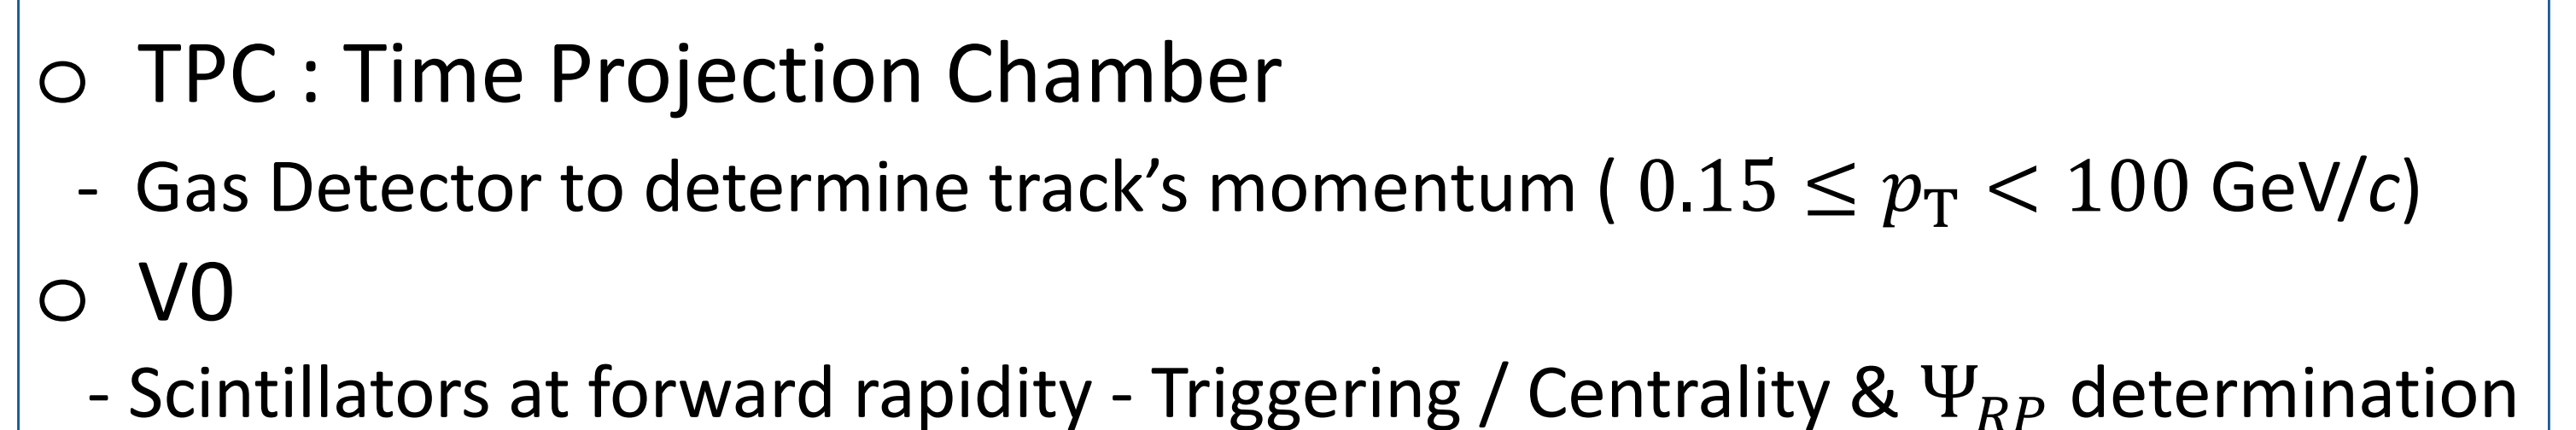 o TPC : Time Projection Chamber
- Gas Detector to determine track’s momentum ( 0.15 ≤ p_T < 100 GeV/c)
o V0
- Scintillators at forward rapidity - Triggering / Centrality & Ψ_RP determination